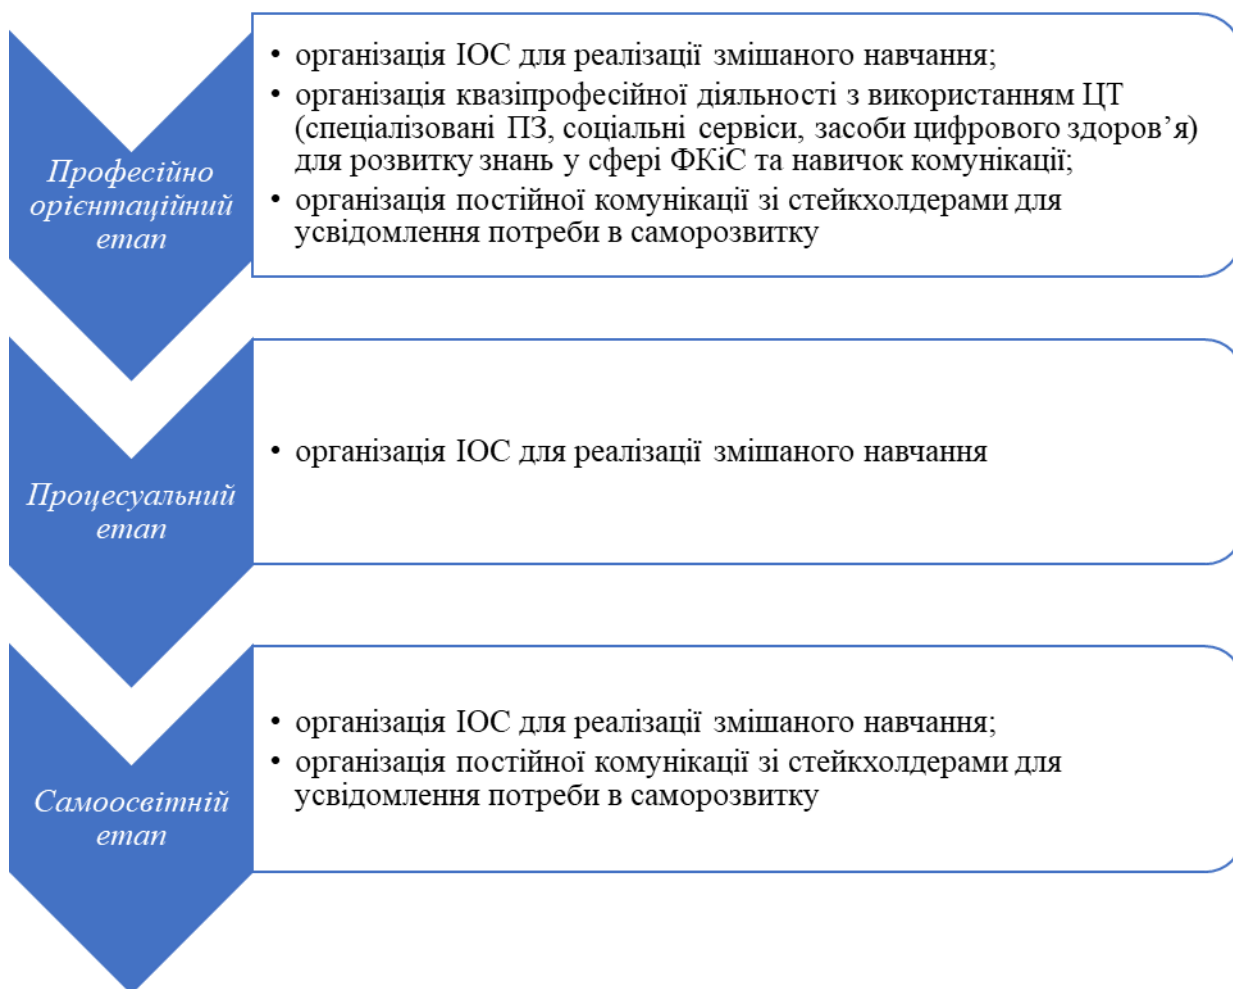 Професійно
орієнтаційний
етап
• організація ІОС для реалізації змішаного навчання;
• організація квазіпрофесійної діяльності з використанням ЦТ
(спеціалізовані ПЗ, соціальні сервіси, засоби цифрового здоров’я)
для розвитку знань у сфері ФКіС та навичок комунікації;
• організація постійної комунікації зі стейкхолдерами для
усвідомлення потреби в саморозвитку
Процесуальний
етап
• організація ІОС для реалізації змішаного навчання
Самоосвітній
етап
• організація ІОС для реалізації змішаного навчання;
• організація постійної комунікації зі стейкхолдерами для
усвідомлення потреби в саморозвитку